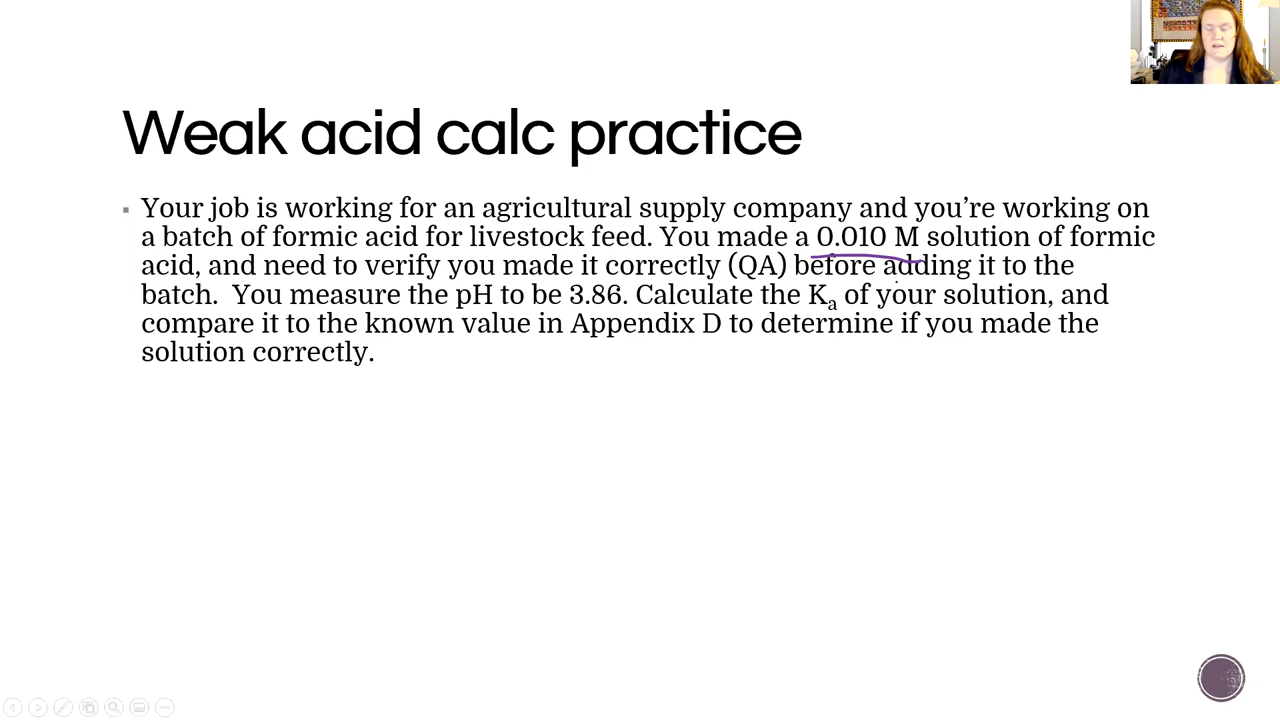 Weak acid calc practice
Your job is working for an agricultural supply company and you’re working on
a batch of formic acid for livestock feed. You made a 0.010 M solution of formic
acid, and need to verify you made it correctly (QA) before adding it to the
batch.  You measure the pH to be 3.86. Calculate the Ka of your solution, and
compare it to the known value in Appendix D to determine if you made the
solution correctly.